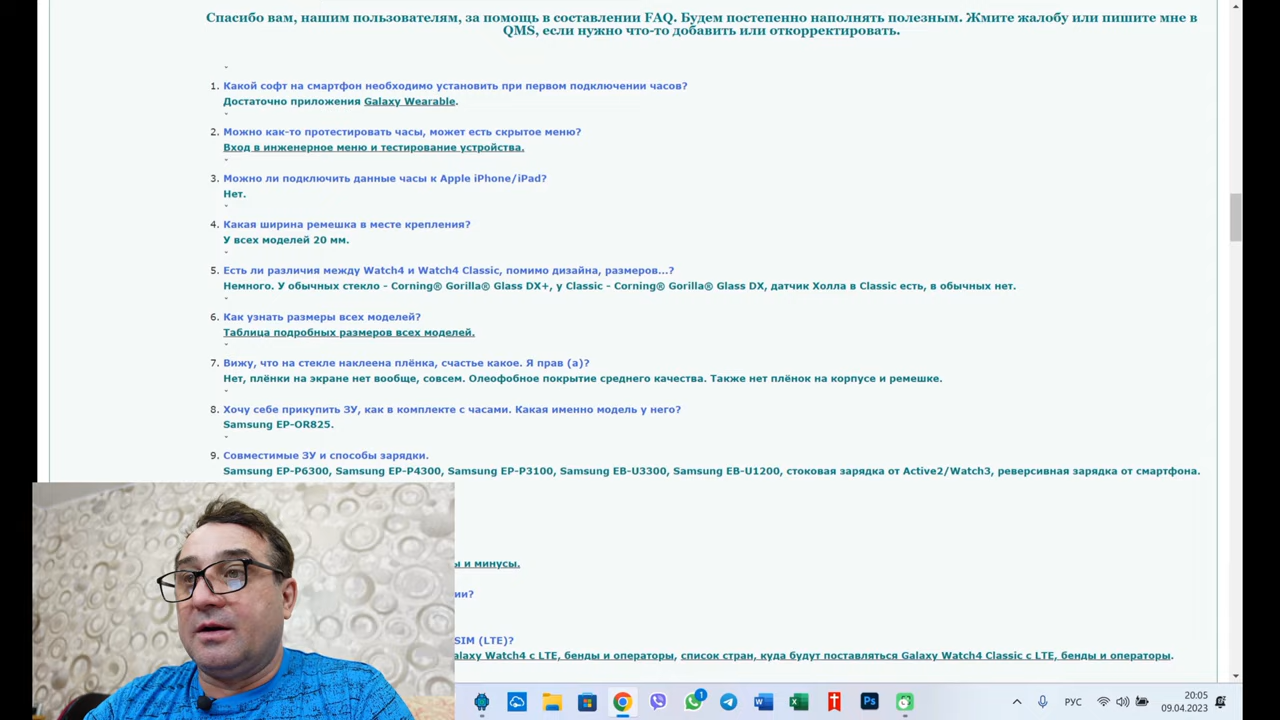 Спасибо вам, нашим пользователям, за помощь в составлении FAQ. Будем постепенно наполнять полезным. Жмите жалобу или пишите мне в
QMS, если нужно что-то добавить или откорректировать.
1. Какой софт на смартфон необходимо установить при первом подключении часов?
Достаточно приложения Galaxy Wearable.
2. Можно как-то протестировать часы, может есть скрытое меню?
Вход в инженерное меню и тестирование устройства.
3. Можно ли подключить данные часы к Apple iPhone/iPad?
Нет.
4. Какая ширина ремешка в месте крепления?
У всех моделей 20 мм.
5. Есть ли различия между Watch4 и Watch4 Classic, помимо дизайна, размеров...?
Немного. У обычных стекло - Corning® Gorilla® Glass DX+, у Classic - Corning® Gorilla® Glass DX, датчик Холла в Classic есть, в обычных нет.
6. Как узнать размеры всех моделей?
Таблица подробных размеров всех моделей.
7. Вижу, что на стекле наклеена плёнка, счастье какое. Я прав (а)?
Нет, плёнки на экране нет вообще, совсем. Олеофобное покрытие среднего качества. Также нет плёнок на корпусе и ремешке.
8. Хочу себе прикупить ЗУ, как в комплекте с часами. Какая именно модель у него?
Samsung EP-OR825.
9. Совместимые ЗУ и способы зарядки.
Samsung EP-P6300, Samsung EP-P4300, Samsung EP-P3100, Samsung EB-U3300, Samsung EB-U1200, стоковая зарядка от Active2/Watch3, реверсивная зарядка от смартфона.
ы и минусы.
ии?
SIM (LTE)?
alaxy Watch4 с LTE, бенды и операторы, список стран, куда будут поставляться Galaxy Watch4 Classic с LTE, бенды и операторы.
1
W
X
Ps
РУС
20:05
09.04.2023